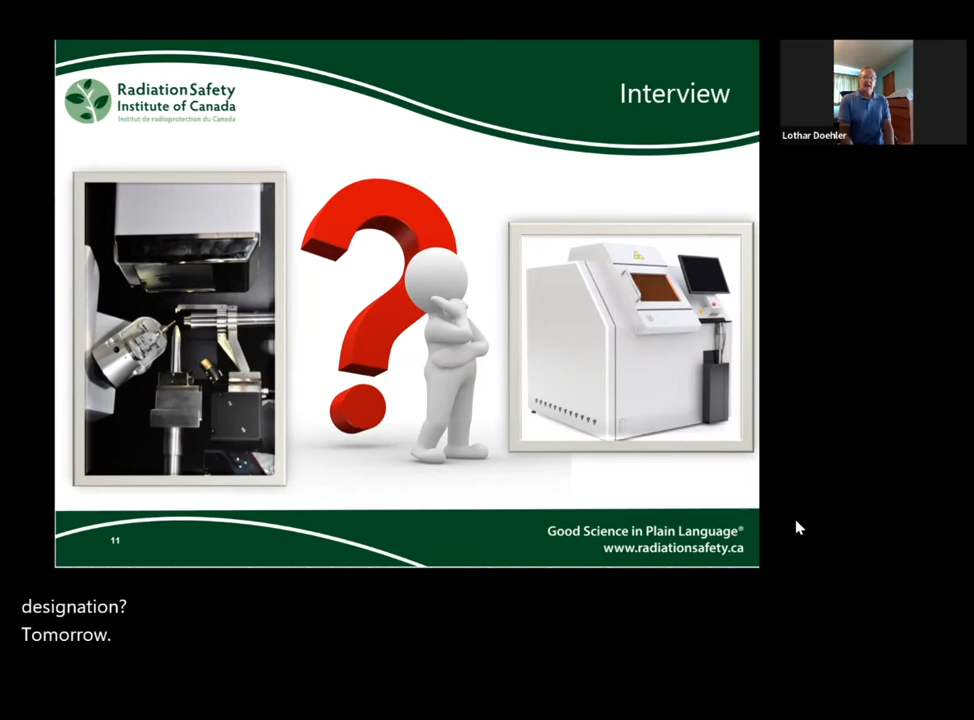 Radiation Safety
Institute of Canada
Institut de radioprotection du Canada
Interview
Lothar Doehler
11
Good Science in Plain Language®
www.radiationsafety.ca
designation?
Tomorrow.